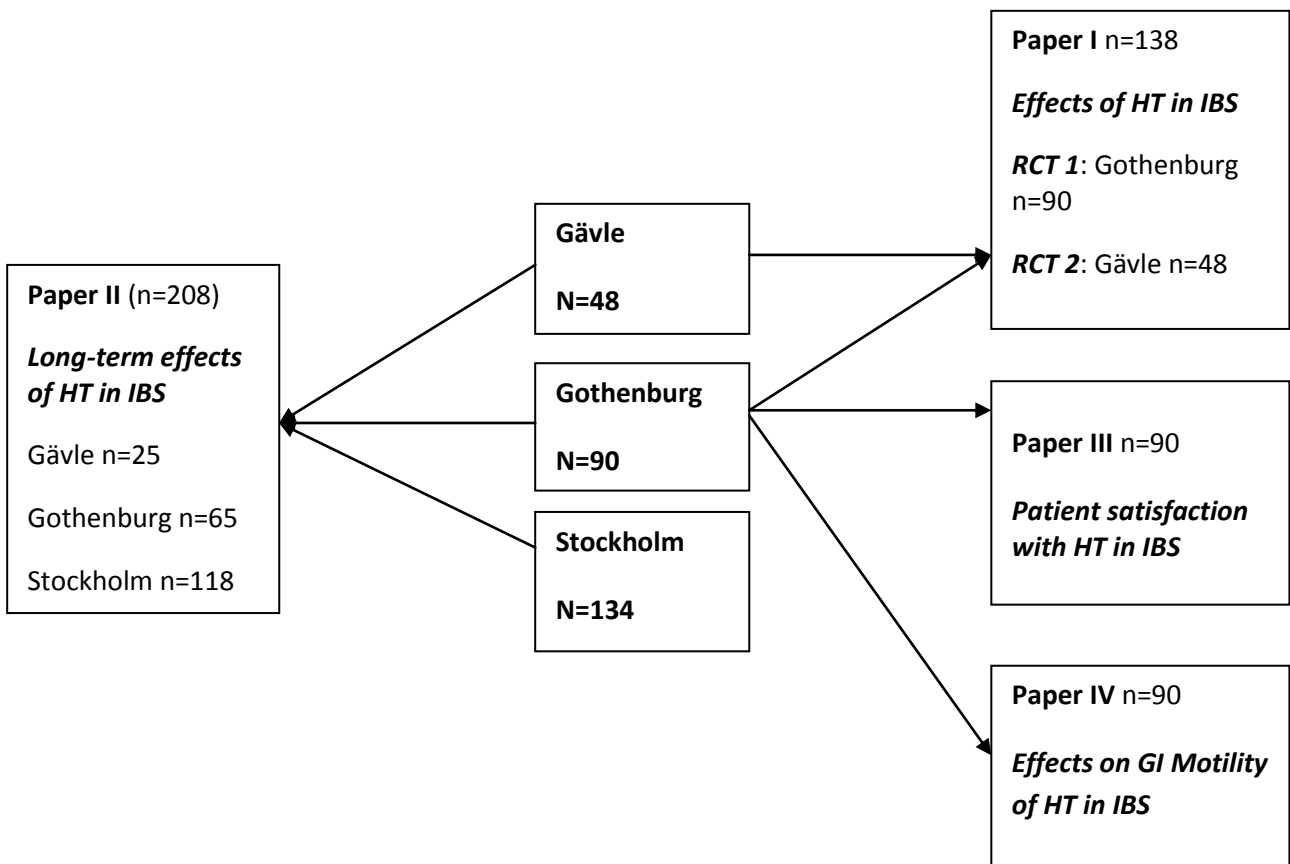 Paper II (n=208)
Long-term effects
of HT in IBS
Gävle n=25
Gothenburg n=65
Stockholm n=118
Gävle
N=48
Gothenburg
N=90
Stockholm
N=134
Paper I n=138
Effects of HT in IBS
RCT 1: Gothenburg
n=90
RCT 2: Gävle n=48
Paper III n=90
Patient satisfaction
with HT in IBS
Paper IV n=90
Effects on GI Motility
of HT in IBS